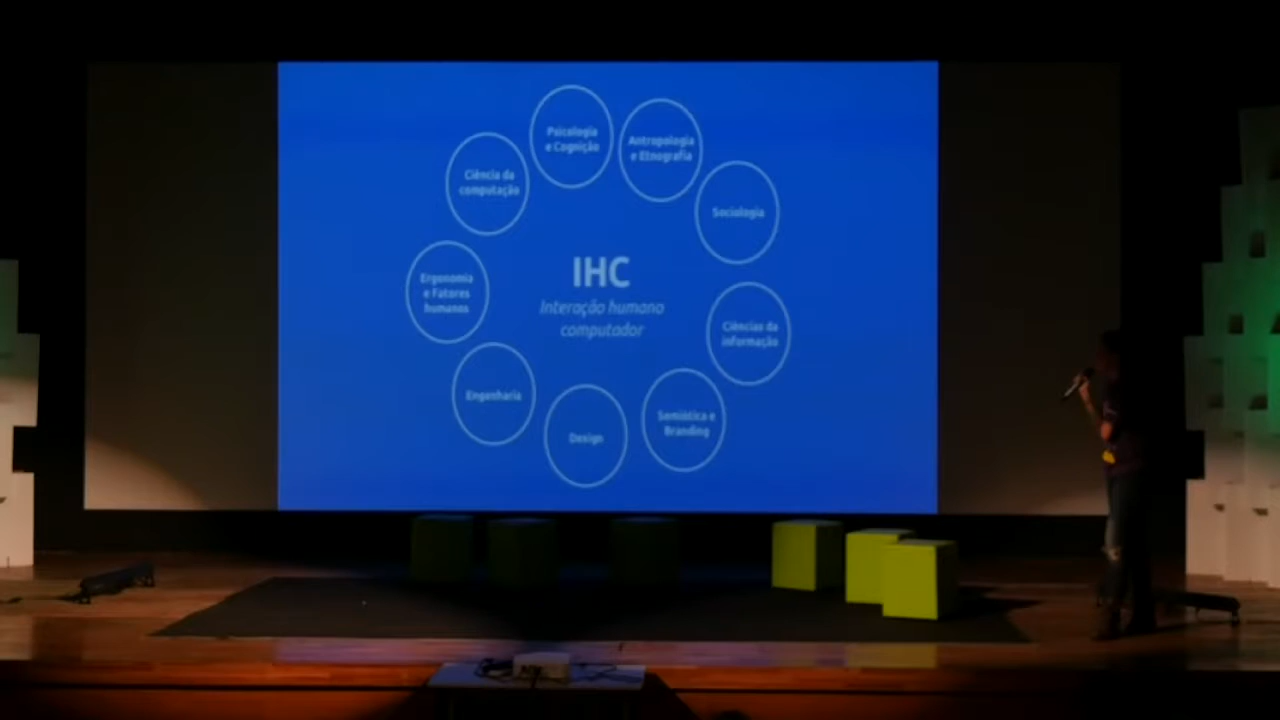 Psicologia
e Cognição
Antropologia
e Etnografia
Ciência da
computação
Sociologia
Ergonomia
e Fatores
humanos
IHC
Interação humano
computador
Ciências da
informação
Engenharia
Design
Semiótica e
Branding